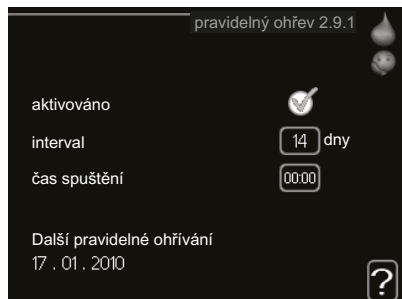 pravidelný ohřev 2.9.1
aktivováno
interval 14 dny
čas spuštění 00:00
Další pravidelné ohřívání
17 . 01 . 2010
?